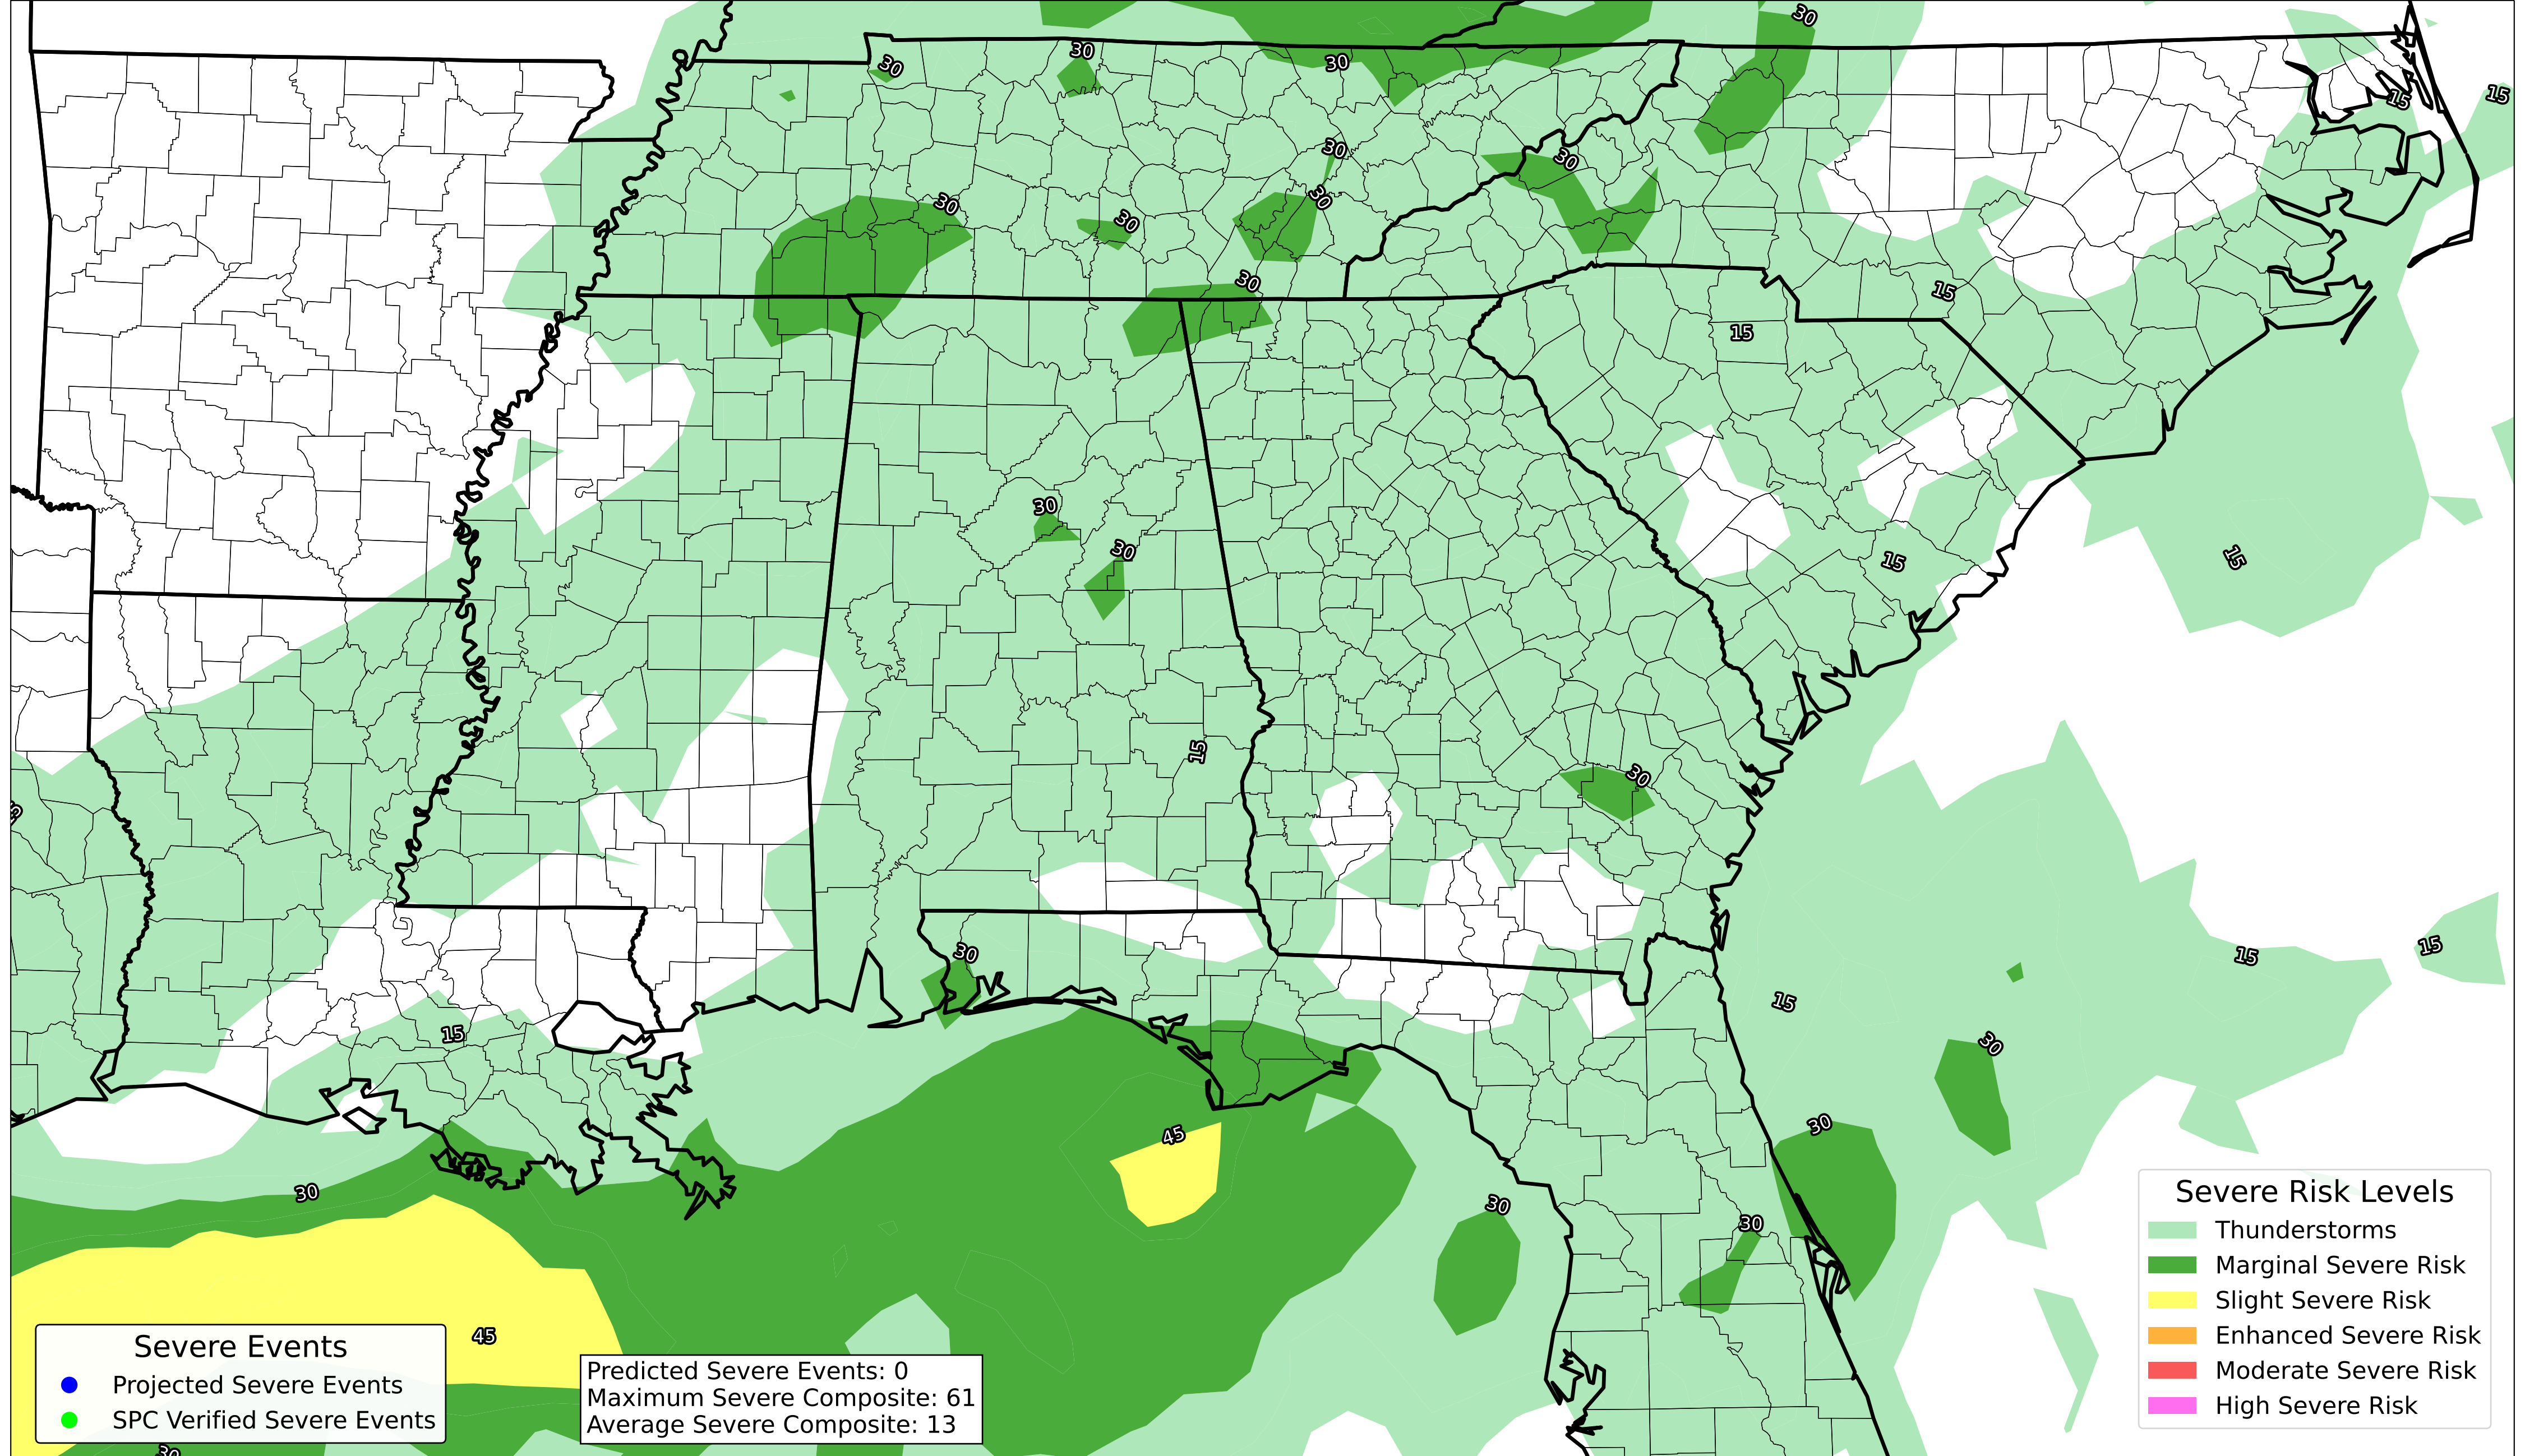 30
15
30
30
30
30
15
30
30
30
30
30
30
15
15
30
30
15
15
15
30
30
15
15
15
15
30
30
45
30
30
30
45
30
Severe Risk Levels
Thunderstorms
Marginal Severe Risk
Slight Severe Risk
Enhanced Severe Risk
Moderate Severe Risk
High Severe Risk
Severe Events
Projected Severe Events
SPC Verified Severe Events
Predicted Severe Events: 0
Maximum Severe Composite: 61
Average Severe Composite: 13